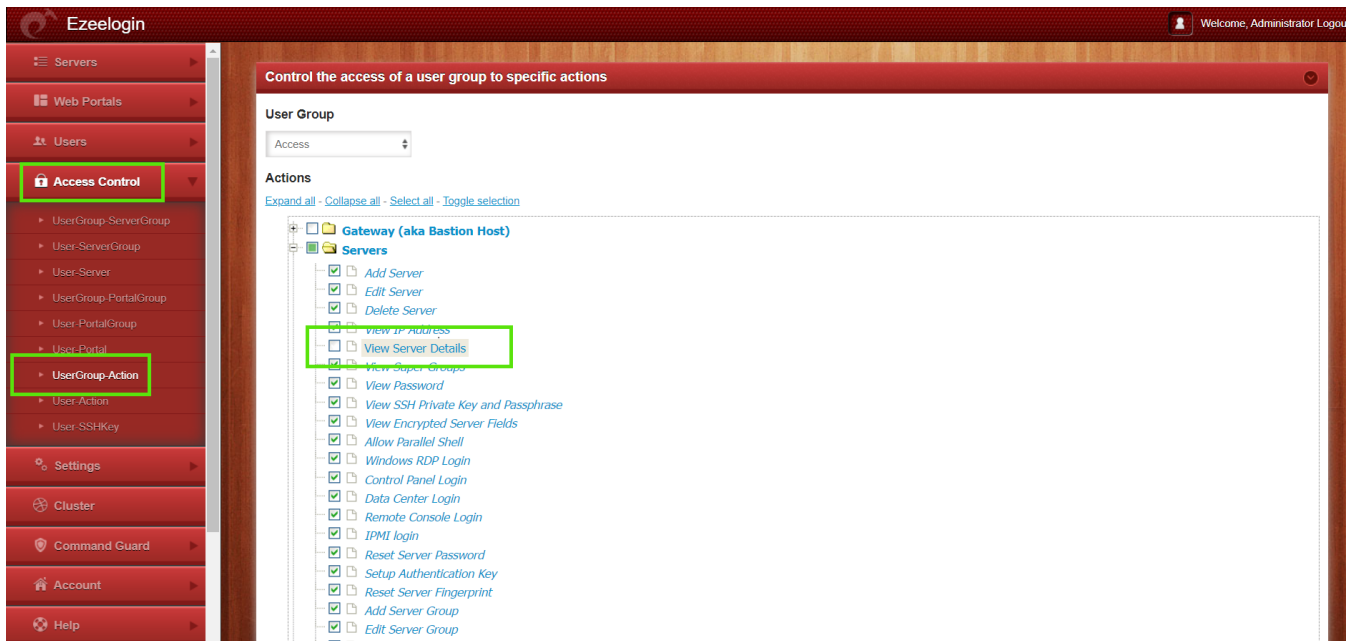 Ezeelogin
Welcome, Administrator Logou
Servers
Web Portals
Users
Access Control
UserGroup-ServerGroup
User-ServerGroup
User-Server
UserGroup-PortalGroup
User-PortalGroup
User-Portal
UserGroup-Action
User-Action
User-SSHKey
Settings
Cluster
Command Guard
Account
Help
Control the access of a user group to specific actions
User Group
Access
Actions
Expand all - Collapse all - Select all - Toggle selection
Gateway (aka Bastion Host)
Servers
Add Server
Edit Server
Delete Server
View IP Address
View Server Details
View Super Groups
View Password
View SSH Private Key and Passphrase
View Encrypted Server Fields
Allow Parallel Shell
Windows RDP Login
Control Panel Login
Data Center Login
Remote Console Login
IPMI login
Reset Server Password
Setup Authentication Key
Reset Server Fingerprint
Add Server Group
Edit Server Group